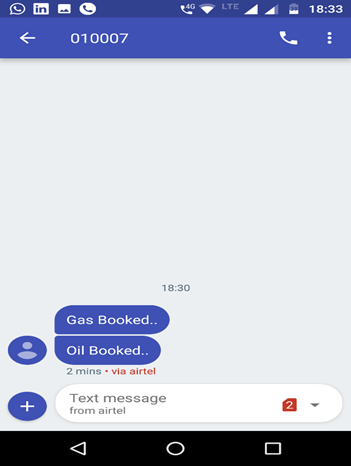 4G
LTE
18:33
010007
18:30
Gas Booked..
Oil Booked..
2 mins • via airtel
Text message
2
from airtel